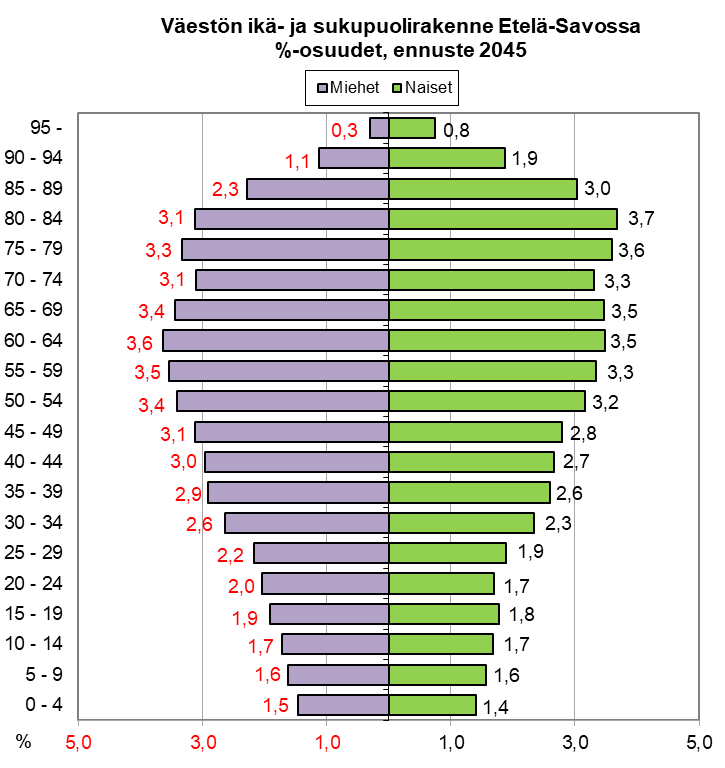 Väestön ikä- ja sukupuolirakenne Etelä-Savossa
%-osuudet, ennuste 2045
Miehet Naiset
95 - 0,3 0,8
90 - 94 1,1 1,9
85 - 89 2,3 3,0
80 - 84 3,1 3,7
75 - 79 3,3 3,6
70 - 74 3,1 3,3
65 - 69 3,4 3,5
60 - 64 3,6 3,5
55 - 59 3,5 3,3
50 - 54 3,4 3,2
45 - 49 3,1 2,8
40 - 44 3,0 2,7
35 - 39 2,9 2,6
30 - 34 2,6 2,3
25 - 29 2,2 1,9
20 - 24 2,0 1,7
15 - 19 1,9 1,8
10 - 14 1,7 1,7
5 - 9 1,6 1,6
0 - 4 1,5 1,4
% 5,0 3,0 1,0 1,0 3,0 5,0